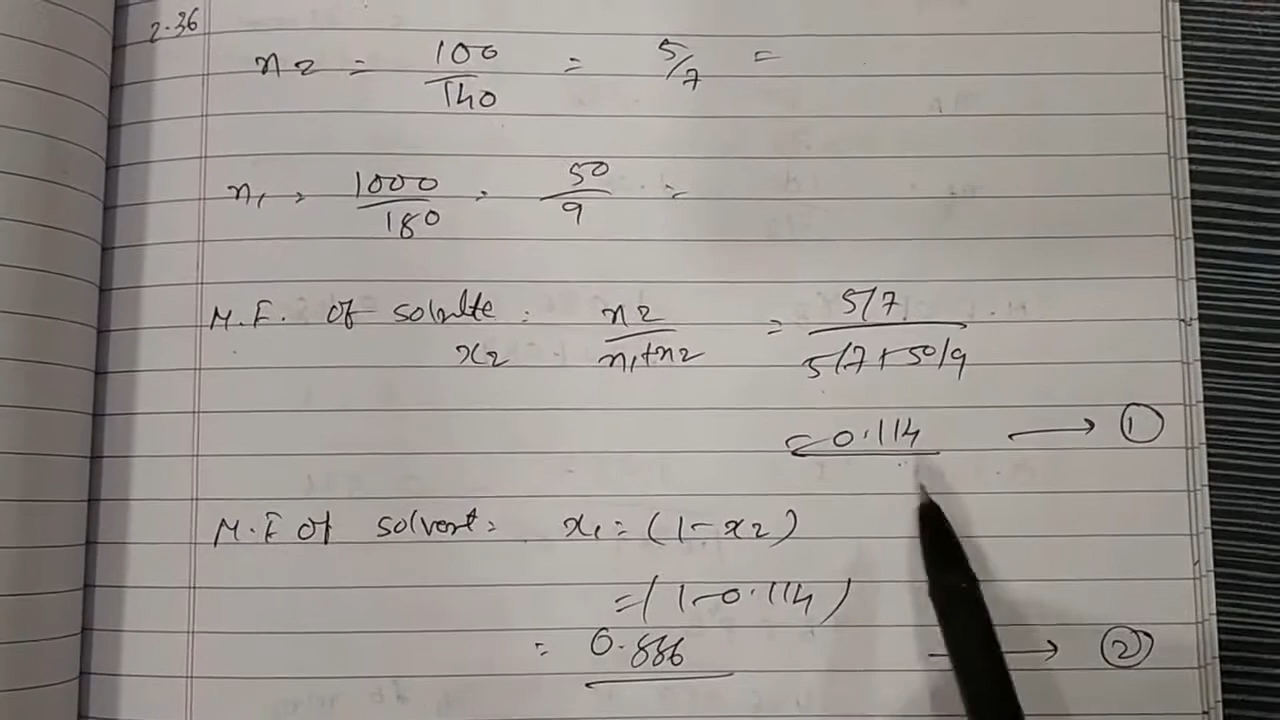 2.36
n2 = 100/140 = 5/7 =
n1 = 1000/180 = 50/9 =
M.F. of solulte : n2/n1+n2 = 5/7/5/7+50/9
x2
= 0.114 → 1
M.F of solvent = x1 = (1-x2)
= (1-0.114)
= 0.886 → 2